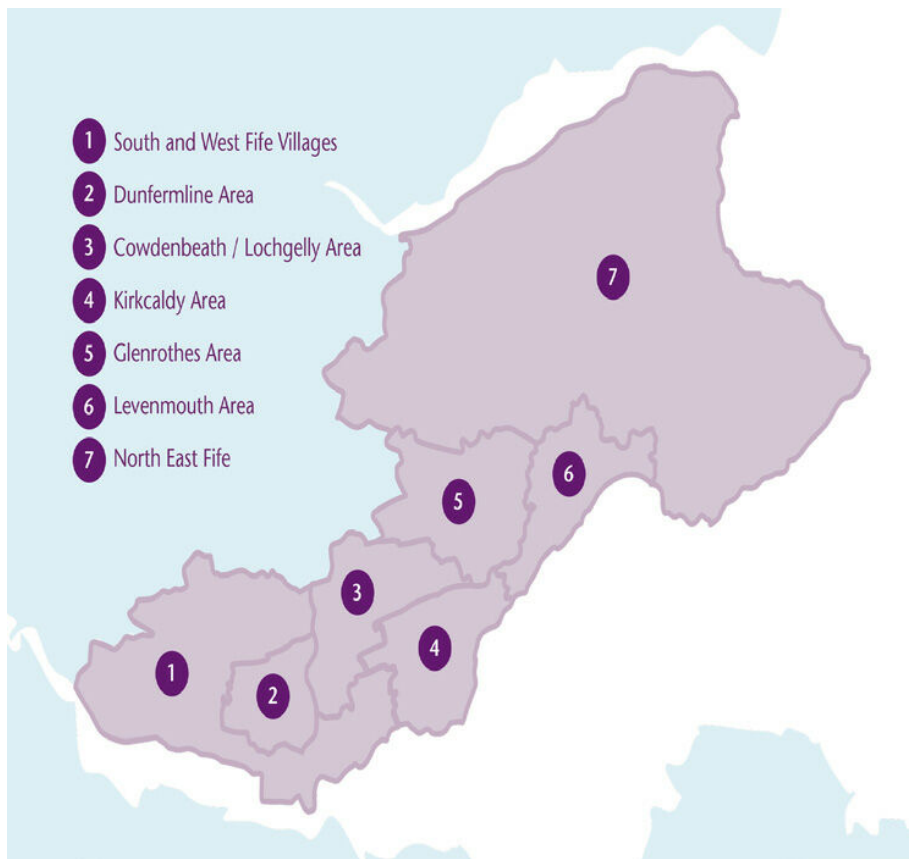 1 South and West Fife Villages
2 Dunfermline Area
3 Cowdenbeath / Lochgelly Area
4 Kirkcaldy Area
5 Glenrothes Area
6 Levenmouth Area
7 North East Fife
7
6
5
3
4
1
2